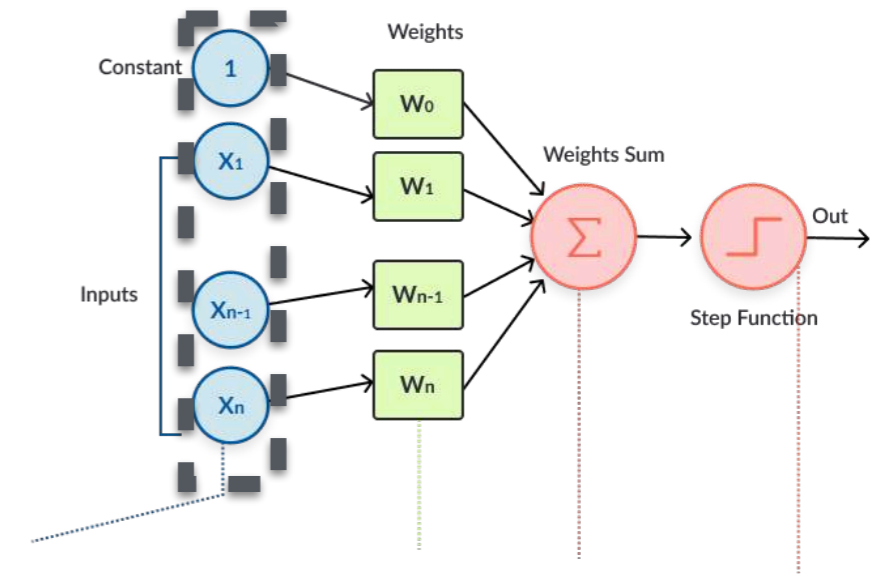 Weights
Constant
1
W0
X1
W1
Weights Sum
Σ
Out
Inputs
Xn-1
Wn-1
Step Function
Xn
Wn